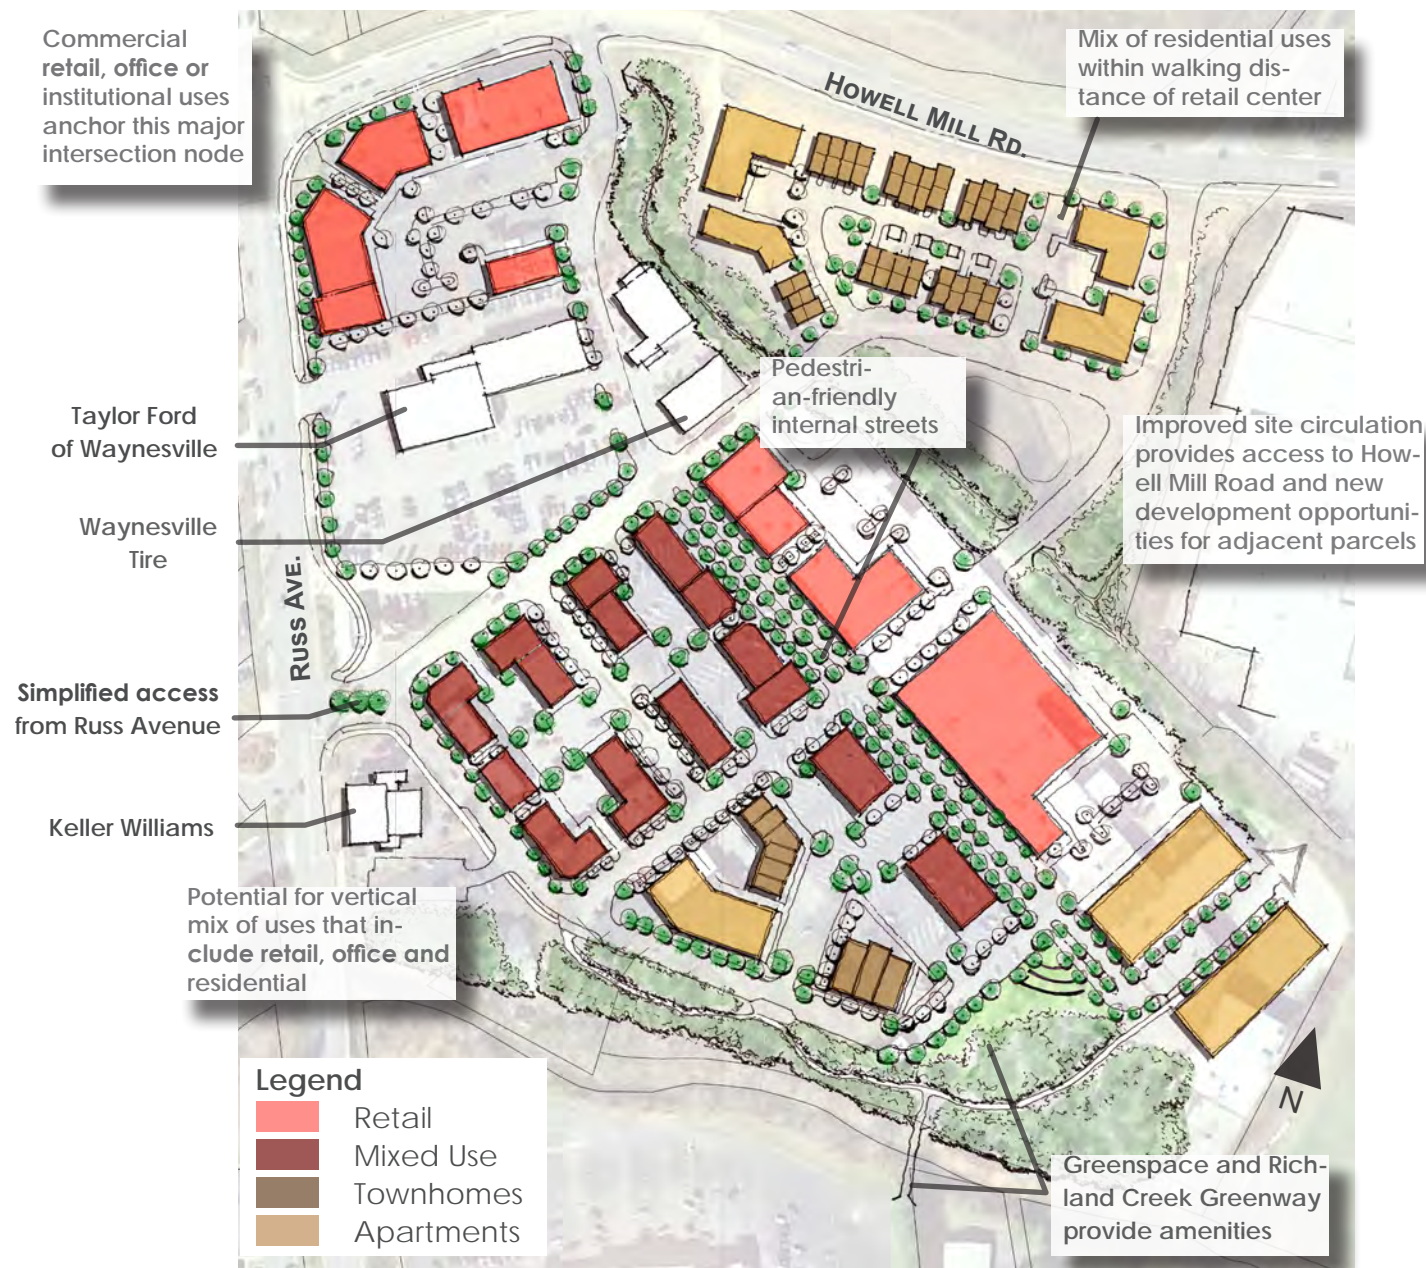 Commercial
retail, office or
institutional uses
anchor this major
intersection node
Howell Mill Rd.
Mix of residential uses
within walking dis-
tance of retail center
Taylor Ford
of Waynesville
Pedestri-
an-friendly
internal streets
Improved site circulation
provides access to How-
ell Mill Road and new
development opportuni-
ties for adjacent parcels
Waynesville
Tire
Russ Ave.
Simplified access
from Russ Avenue
Keller Williams
Potential for vertical
mix of uses that in-
clude retail, office and
residential
Legend
Retail
Mixed Use
Townhomes
Apartments
N
Greenspace and Rich-
land Creek Greenway
provide amenities